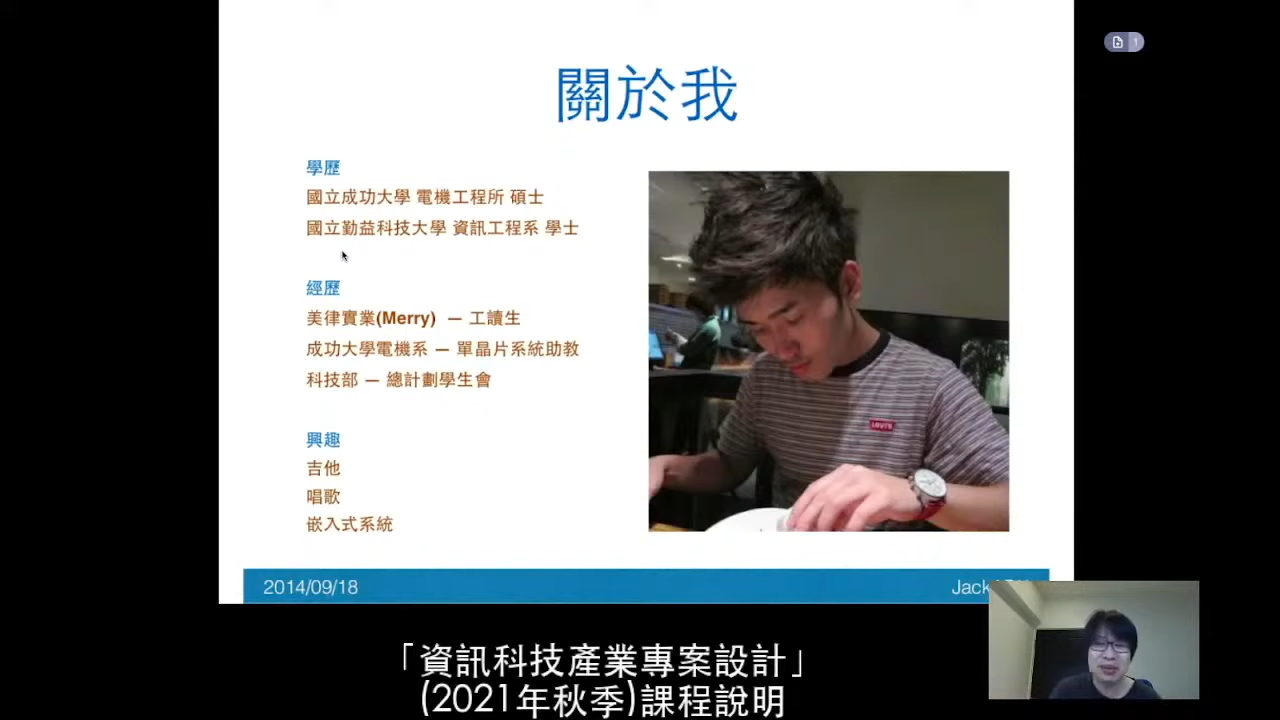 1
關於我
學歷
國立成功大學 電機工程所 碩士
國立勤益科技大學 資訊工程系 學士
經歷
美律實業(Merry) — 工讀生
成功大學電機系 — 單晶片系統助教
科技部 — 總計劃學生會
興趣
吉他
唱歌
嵌入式系統
Levi's
2014/09/18
Jack
「資訊科技產業專案設計」
(2021年秋季)課程說明